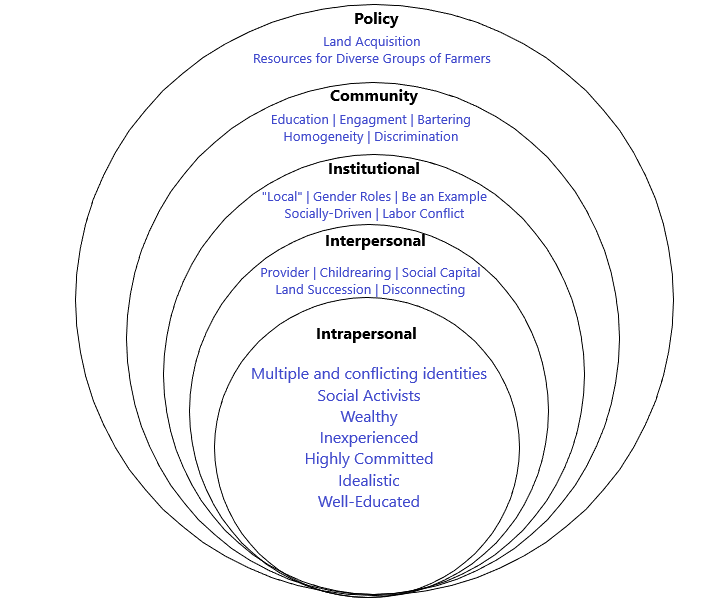 Policy
Land Acquisition
Resources for Diverse Groups of Farmers
Community
Education | Engagment | Bartering
Homogeneity | Discrimination
Institutional
"Local" | Gender Roles | Be an Example
Socially-Driven | Labor Conflict
Interpersonal
Provider | Childrearing | Social Capital
Land Succession | Disconnecting
Intrapersonal
Multiple and conflicting identities
Social Activists
Wealthy
Inexperienced
Highly Committed
Idealistic
Well-Educated